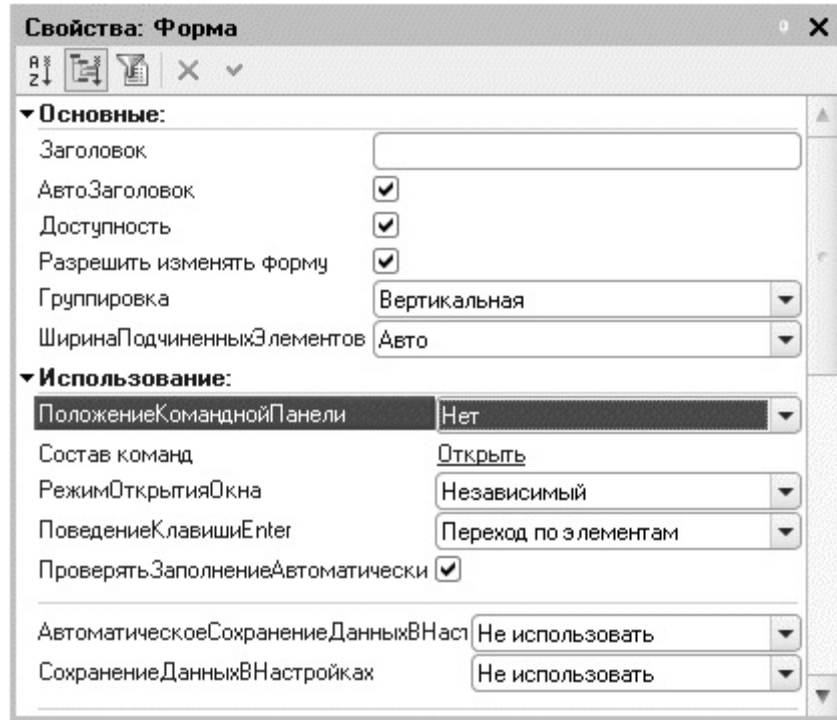 Свойства: Форма
Основные:
Заголовок
АвтоЗаголовок
Доступность
Разрешить изменять форму
Группировка Вертикальная
ШиринаПодчиненныхЭлементов Авто
Использование:
ПоложениеКоманднойПанели Нет
Состав команд Открыть
РежимОткрытияОкна Независимый
ПоведениеКлавишиEnter Переход по элементам
ПроверятьЗаполнениеАвтоматически
АвтоматическоеСохранениеДанныхВНаст Не использовать
СохранениеДанныхВНастройках Не использовать